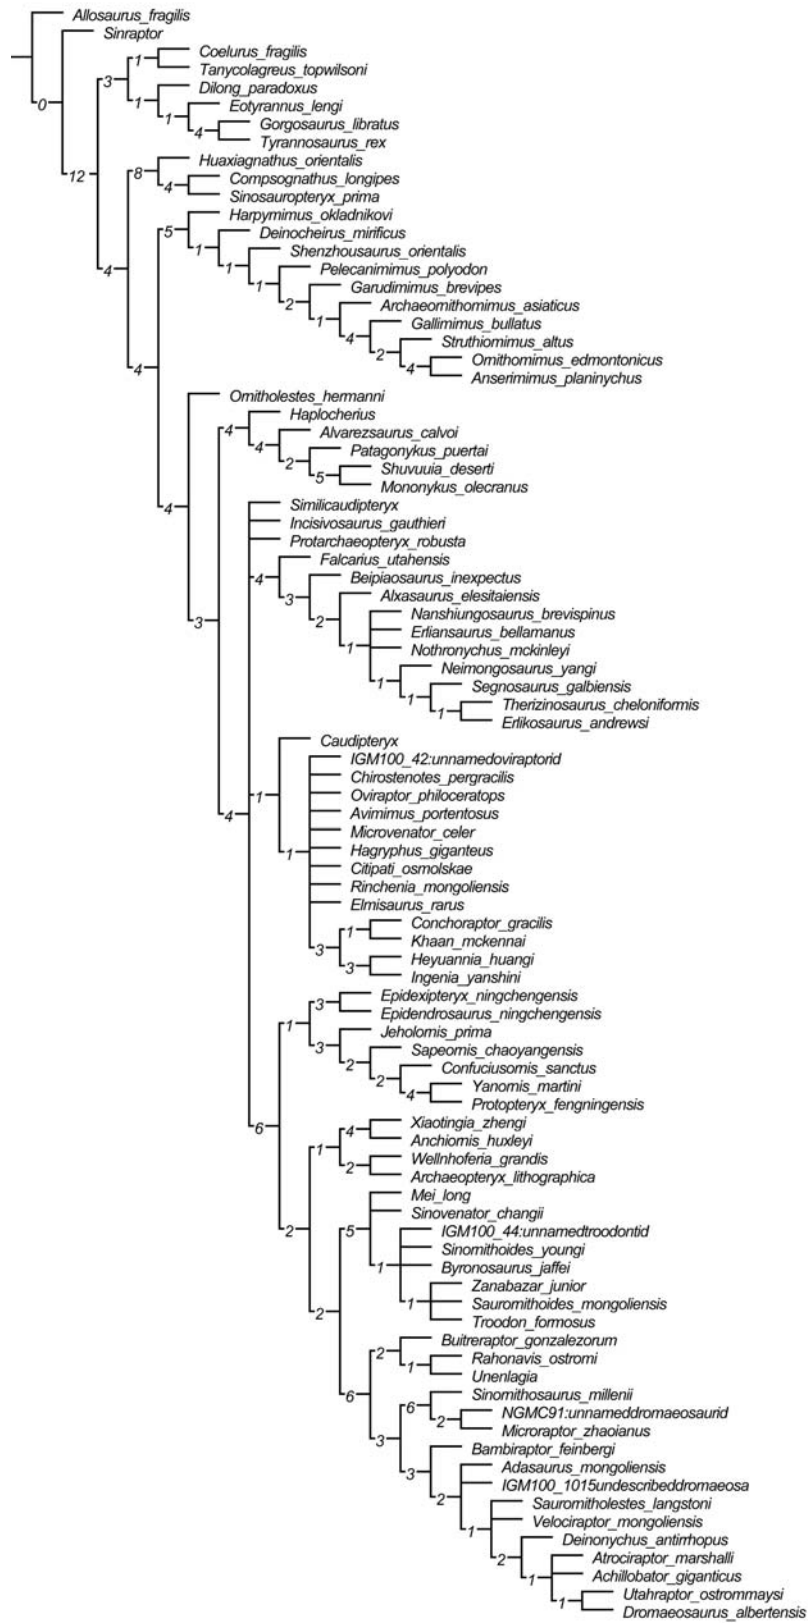 Allosaurus_fragilis
Sinraptor
Coelurus_fragilis
1
Tanycolagreus_topwilsoni
3
Dilong_paradoxus
1
0
Eotyrannus_lengi
1
Gorgosaurus_libratus
4
Tyrannosaurus_rex
Huaxiagnathus_orientalis
12
8
Compsognathus_longipes
4
Sinosauropteryx_prima
Harpymimus_okladnikovi
5
Deinocheirus_mirificus
1
Shenzhousaurus_orientalis
4
1
Pelecanimimus_polyodon
1
Garudimimus_brevipes
2
Archaeornithomimus_asiaticus
1
Gallimimus_bullatus
4
Struthiomimus_altus
2
Ornithomimus_edmontonicus
4
4
Anserimimus_planinychus
Ornitholestes_hermanni
Haplocherius
4
Alvarezsaurus_calvoi
4
Patagonykus_puertai
2
Shuvuuia_deserti
5
Mononykus_olecranus
4
Similicaudipteryx
Incisivosaurus_gauthieri
Protarchaeopteryx_robusta
Falcarius_utahensis
4
Beipiaosaurus_inexpectus
3
Alxasaurus_elesitaiensis
Nanshiungosaurus_brevispinus
3
2
Erliansaurus_bellamanus
Nothronychus_mckinleyi
1
Neimongosaurus_yangi
1
Segnosaurus_galbiensis
1
Therizinosaurus_cheloniformis
1
Erlikosaurus_andrewsi
Caudipteryx
IGM100_42:unnamedoviraptorid
Chirostenotes_pergracilis
1
Oviraptor_philoceratops
4
Avimimus_portentosus
Microvenator_celer
1
Hagryphus_giganteus
Citipati_osmolskae
Rinchenia_mongoliensis
Elmisaurus_rarus
Conchoraptor_gracilis
1
Khaan_mckennai
3
Heyuannia_huangi
3
Ingenia_yanshini
Epidexipteryx_ningchengensis
3
Epidendrosaurus_ningchengensis
1
Jeholornis_prima
3
Sapeornis_chaoyangensis
2
Confuciusornis_sanctus
2
Yanornis_martini
4
Protopteryx_fengningensis
6
Xiaotingia_zhengi
4
Anchiornis_huxleyi
1
Wellnhoferia_grandis
2
Archaeopteryx_lithographica
Mei_long
Sinovenator_changii
2
5
IGM100_44:unnamedtroodontid
Sinornithoides_youngi
1
Byronosaurus_jaffei
Zanabazar_junior
1
Saurornithoides_mongoliensis
2
Troodon_formosus
Buitreraptor_gonzalezorum
2
Rahonavis_ostromi
1
Unenlagia
6
Sinornithosaurus_millenii
6
NGMC91:unnameddromaeosaurid
2
Microraptor_zhaoianus
3
Bambiraptor_feinbergi
3
Adasaurus_mongoliensis
IGM100_1015undescribeddromaeosa
2
Saurornitholestes_langstoni
Velociraptor_mongoliensis
1
Deinonychus_antirrhopus
2
Atrociraptor_marshalli
1
Achillobator_giganticus
Utahraptor_ostrommaysi
1
Dromaeosaurus_albertensis